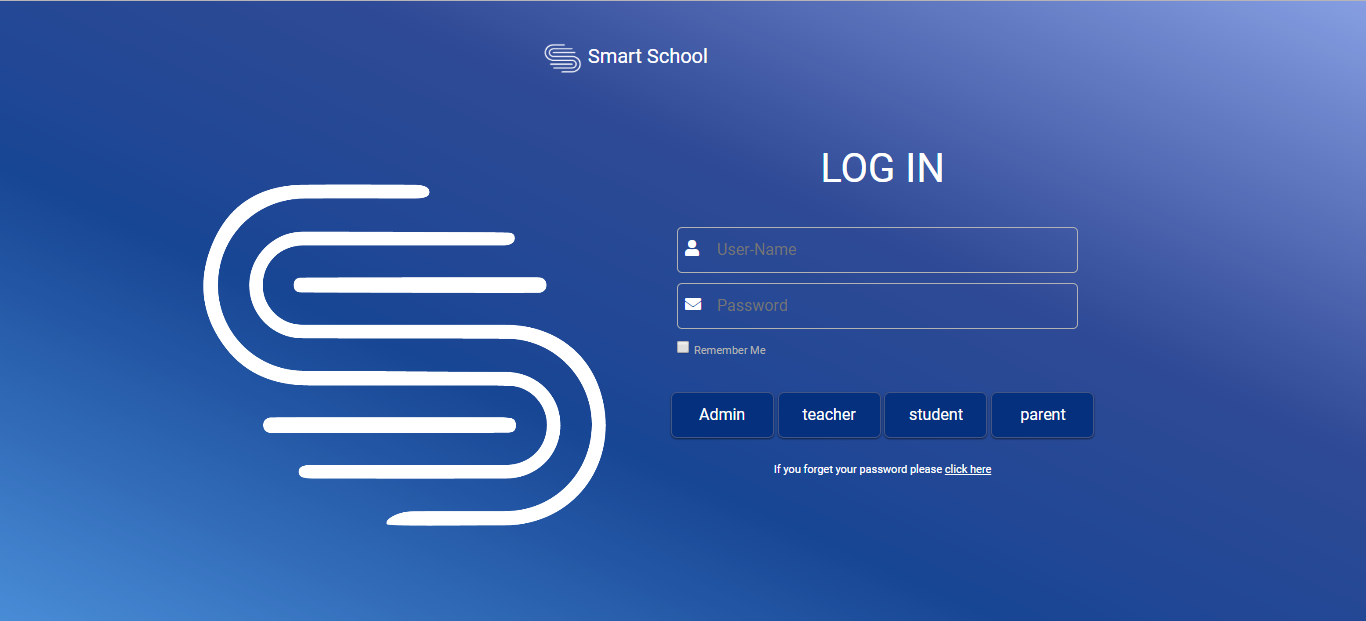 Smart School
LOG IN
User-Name
Password
Remember Me
Admin teacher student parent
If you forget your password please click here